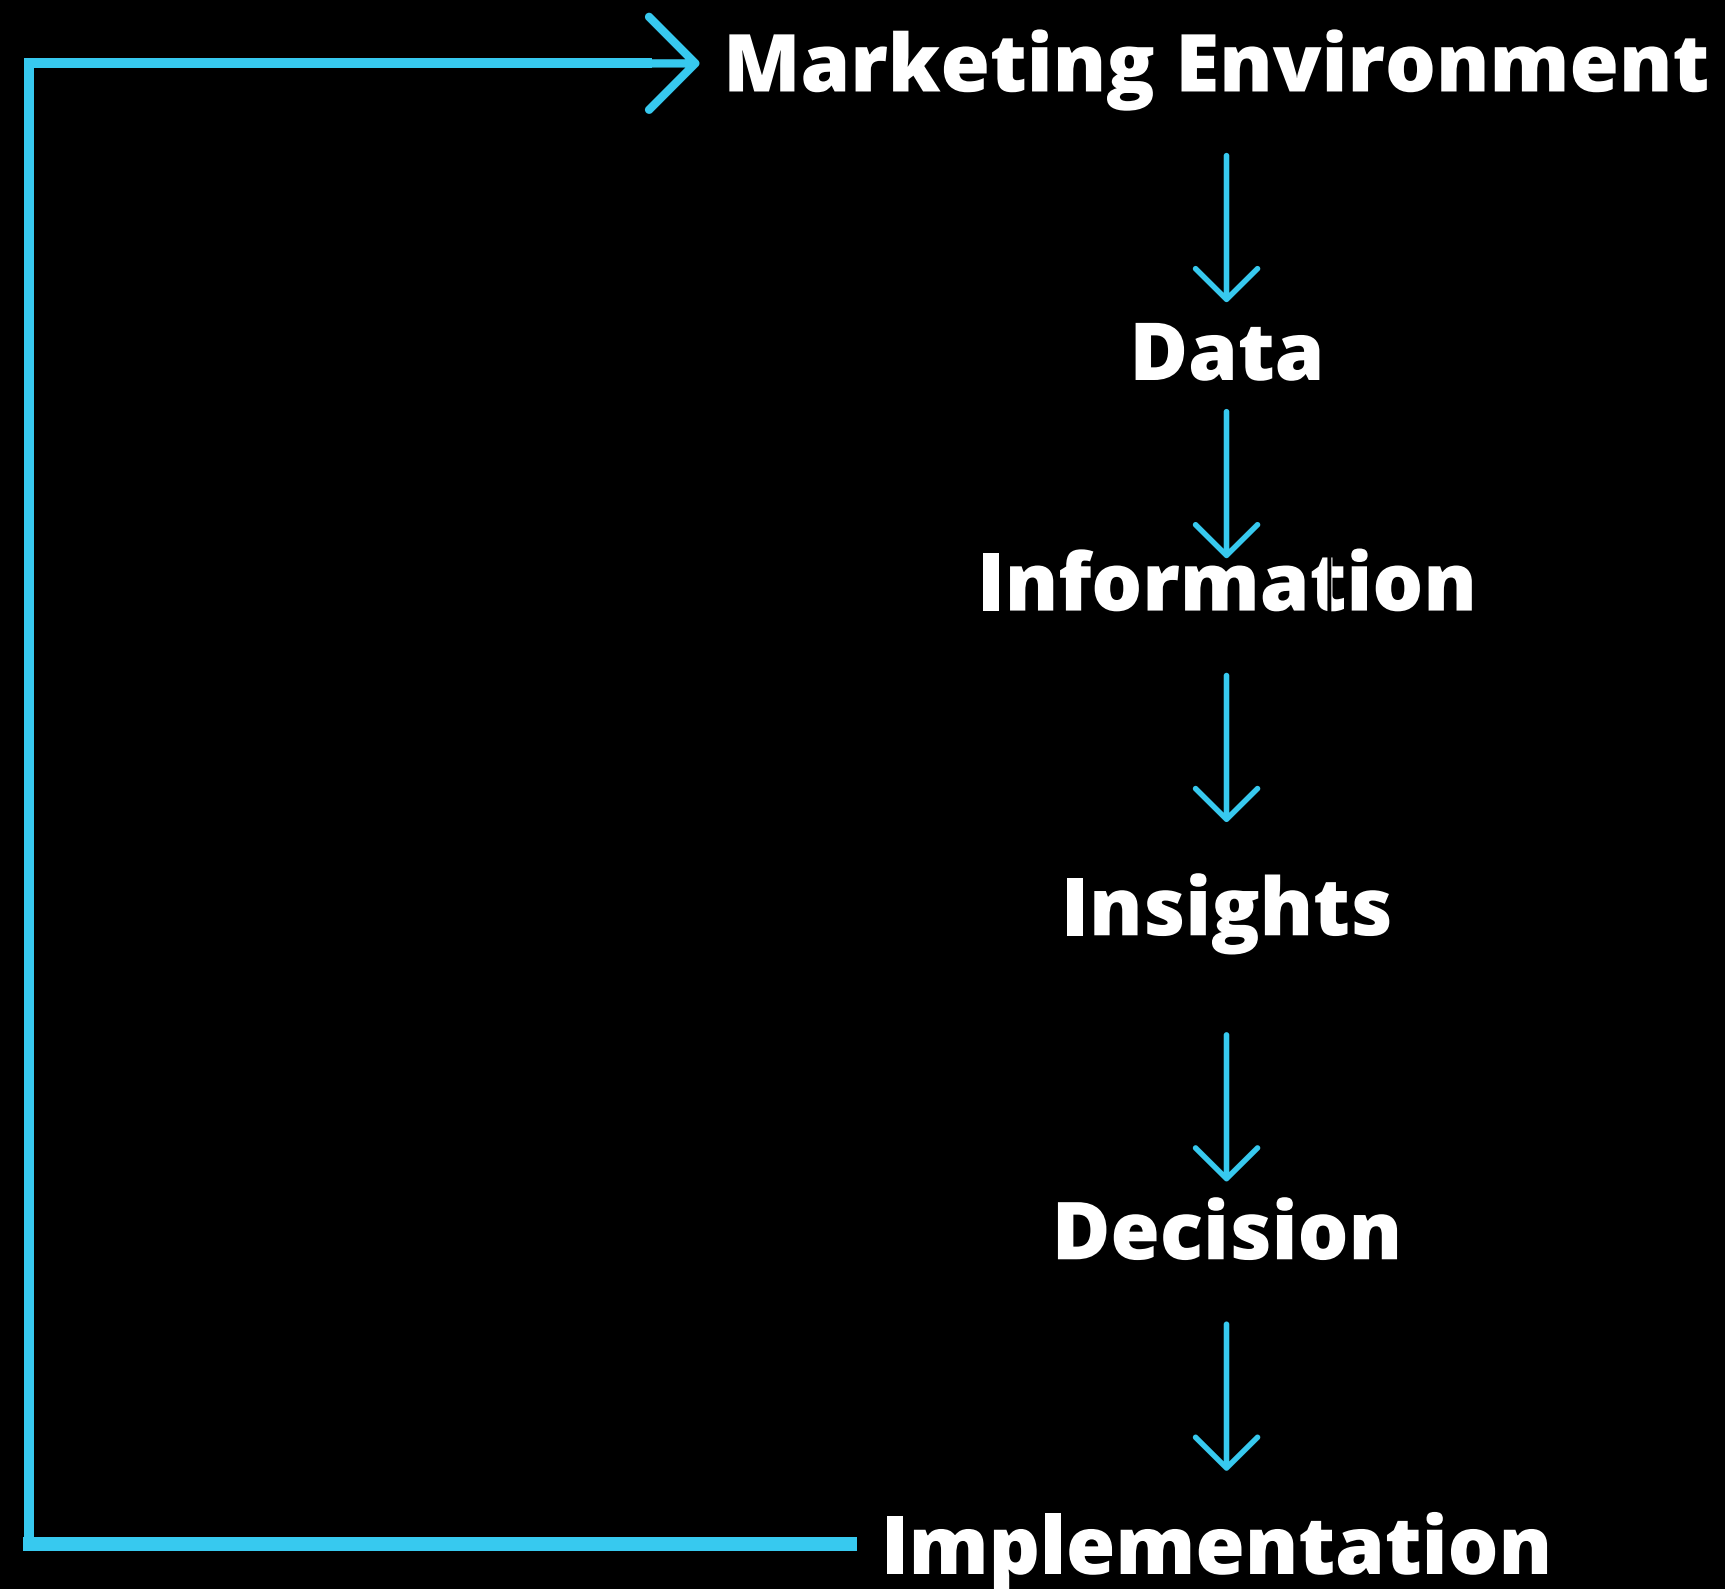 Marketing Environment
Data
Information
Insights
Decision
Implementation